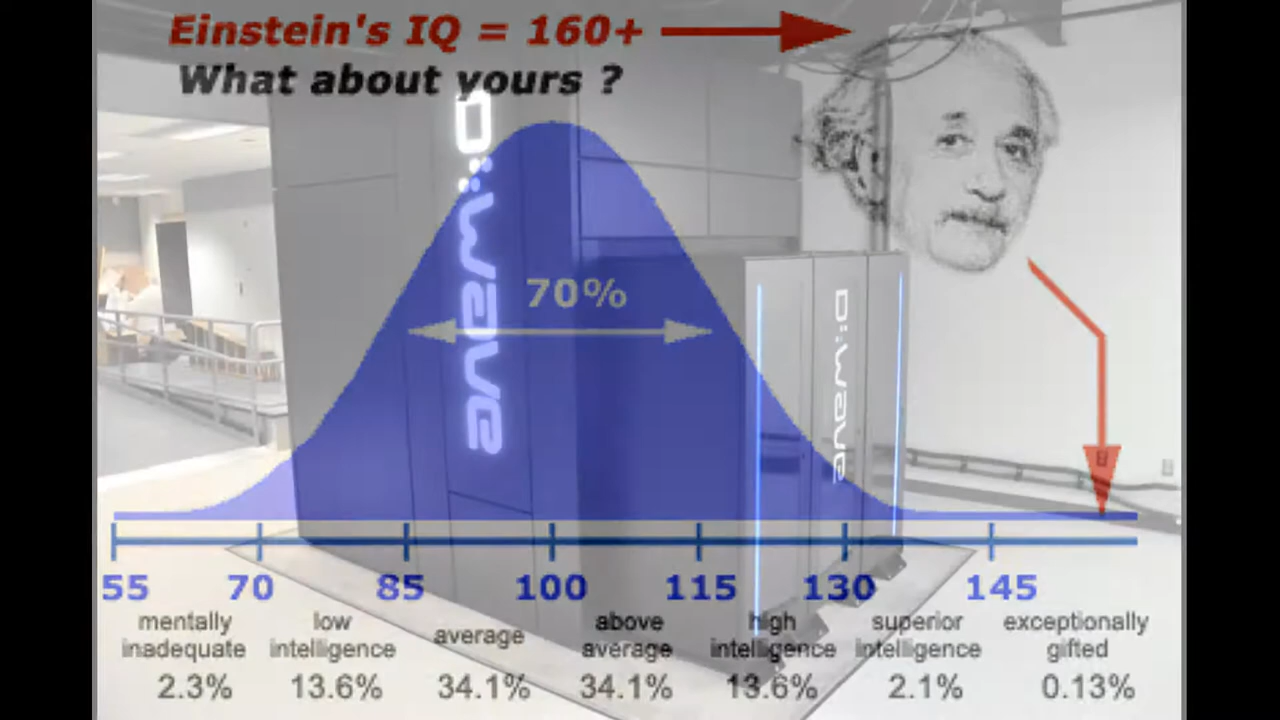 Einstein's IQ = 160+
What about yours ?
D:wave
70%
D:wave
55 70 85 100 115 130 145
mentally inadequate
low intelligence
average
above average
high intelligence
superior intelligence
exceptionally gifted
2.3% 13.6% 34.1% 34.1% 13.6% 2.1% 0.13%